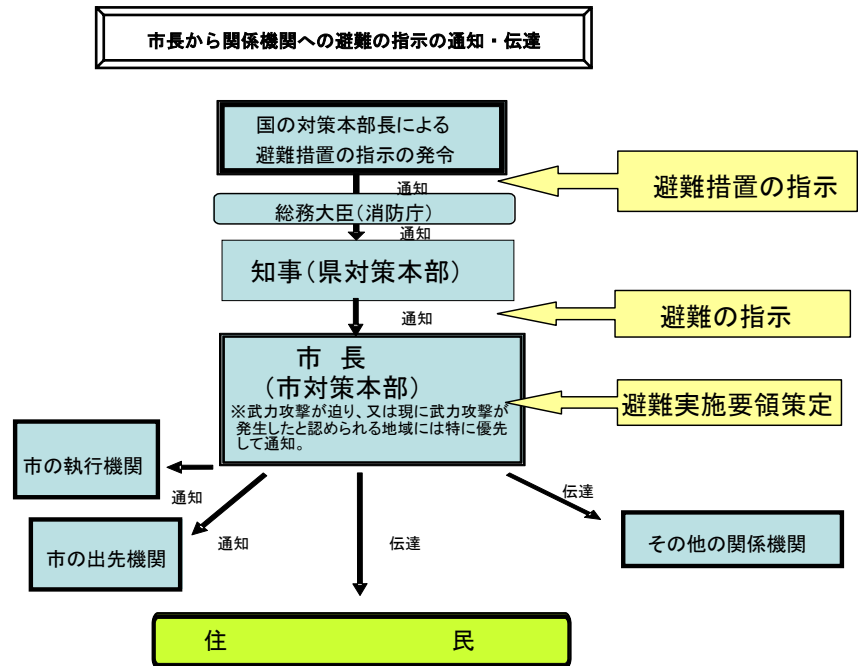 市長から関係機関への避難の指示の通知・伝達
国の対策本部長による
避難措置の指示の発令
通知
避難措置の指示
総務大臣(消防庁)
通知
知事(県対策本部)
通知
避難の指示
市 長
(市対策本部)
※武力攻撃が迫り、又は現に武力攻撃が
発生したと認められる地域には特に優先
して通知。
避難実施要領策定
市の執行機関
通知
伝達
市の出先機関
通知
伝達
その他の関係機関
住 民